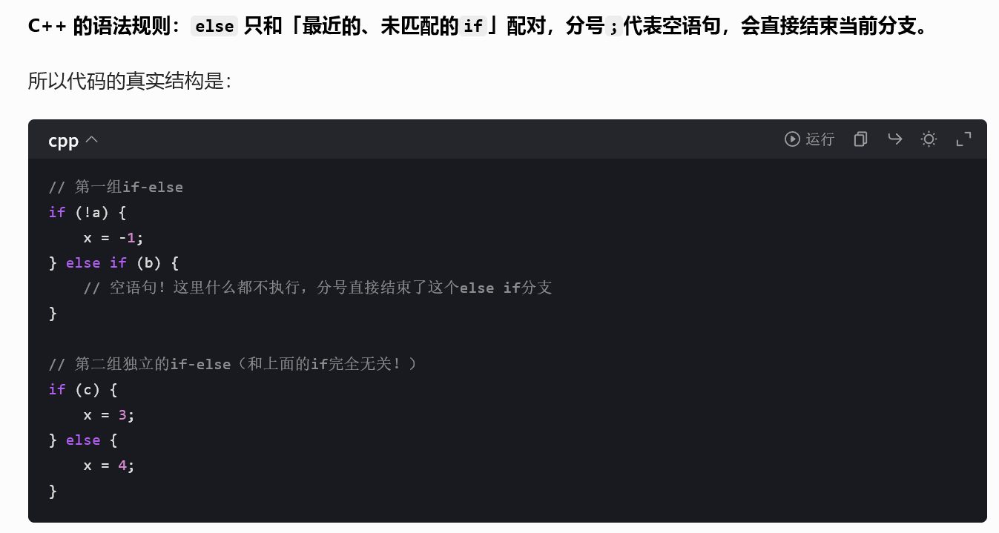 C++ 的语法规则：else 只和「最近的、未匹配的if」配对，分号;代表空语句，会直接结束当前分支。
所以代码的真实结构是：
cpp 运行
// 第一组if-else
if (!a) {
    x = -1;
} else if (b) {
    // 空语句！这里什么都不执行，分号直接结束了这个else if分支
}
// 第二组独立的if-else（和上面的if完全无关！）
if (c) {
    x = 3;
} else {
    x = 4;
}